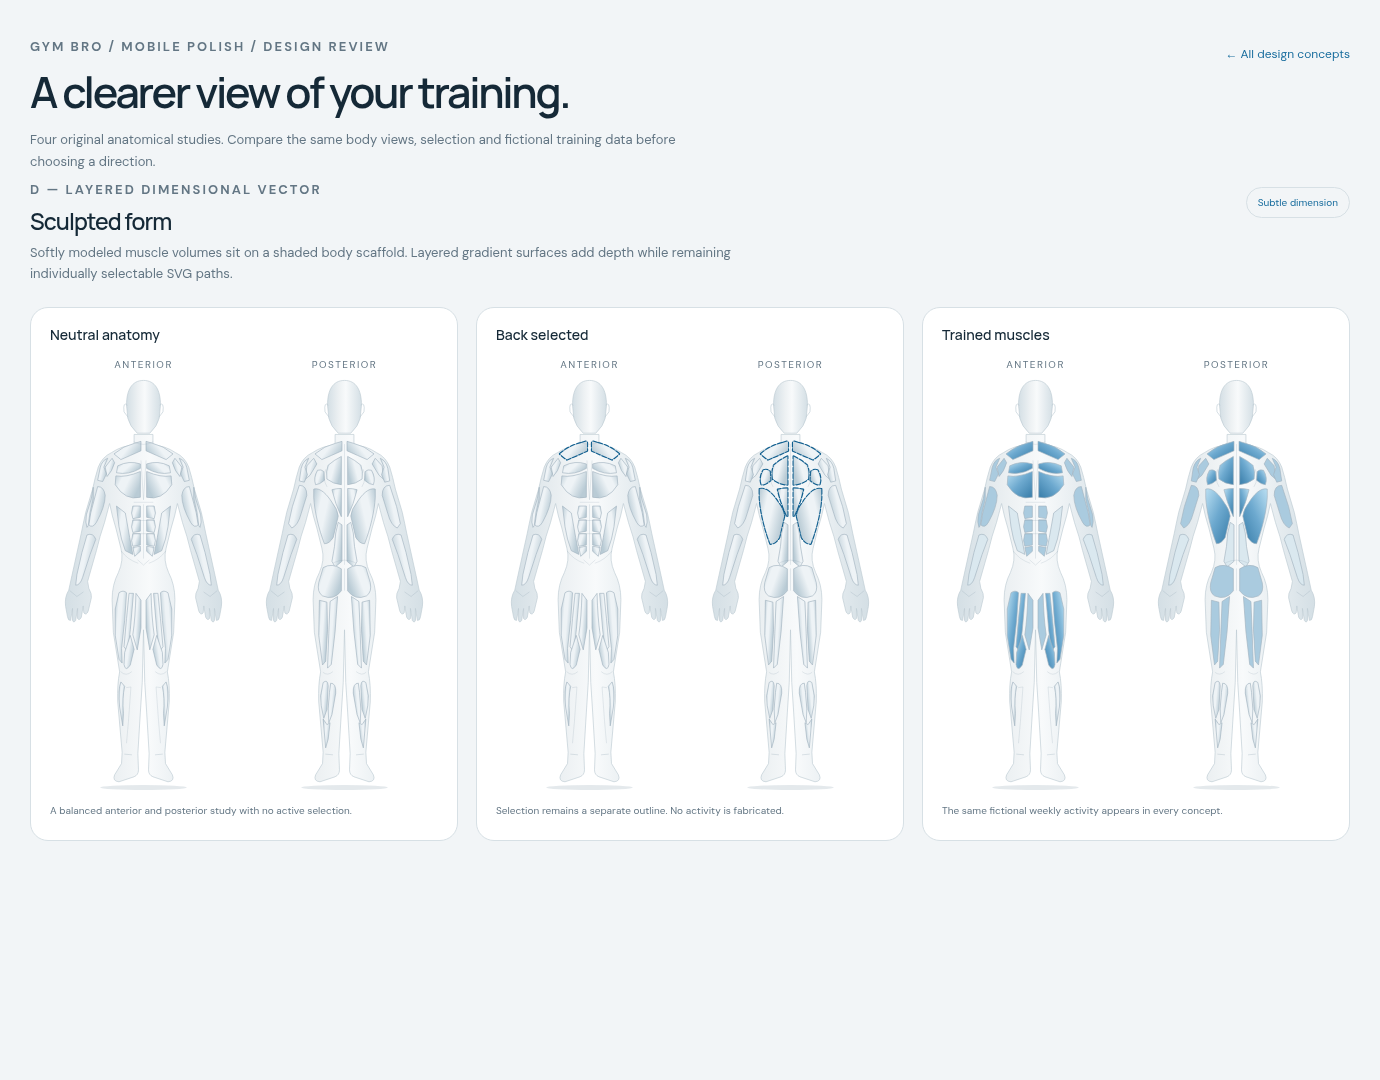 GYM BRO / MOBILE POLISH / DESIGN REVIEW
← All design concepts
A clearer view of your training.
Four original anatomical studies. Compare the same body views, selection and fictional training data before
choosing a direction.
D — LAYERED DIMENSIONAL VECTOR
Subtle dimension
Sculpted form
Softly modeled muscle volumes sit on a shaded body scaffold. Layered gradient surfaces add depth while remaining
individually selectable SVG paths.
Neutral anatomy
ANTERIOR
POSTERIOR
A balanced anterior and posterior study with no active selection.
Back selected
ANTERIOR
POSTERIOR
Selection remains a separate outline. No activity is fabricated.
Trained muscles
ANTERIOR
POSTERIOR
The same fictional weekly activity appears in every concept.